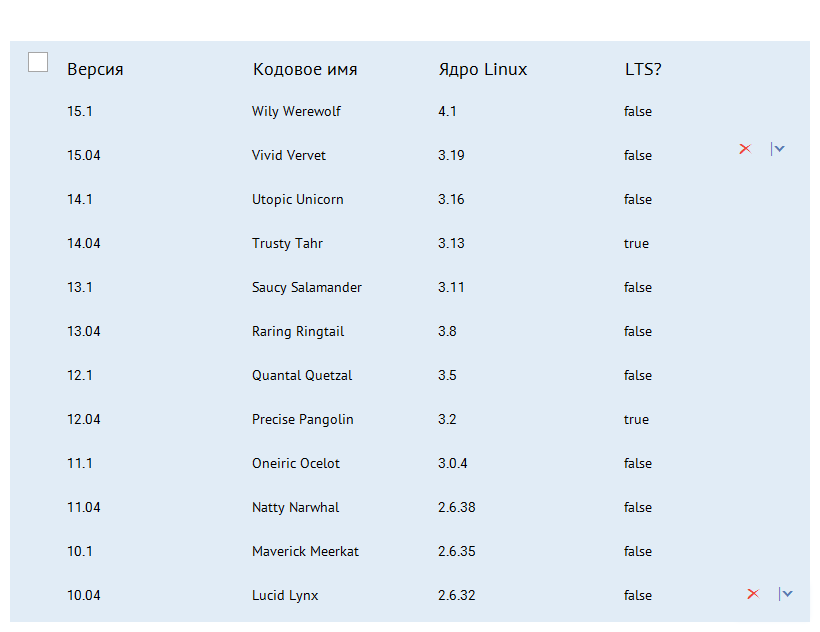 Версия Кодовое имя Ядро Linux LTS?
15.1 Wily Werewolf 4.1 false
15.04 Vivid Vervet 3.19 false
14.1 Utopic Unicorn 3.16 false
14.04 Trusty Tahr 3.13 true
13.1 Saucy Salamander 3.11 false
13.04 Raring Ringtail 3.8 false
12.1 Quantal Quetzal 3.5 false
12.04 Precise Pangolin 3.2 true
11.1 Oneiric Ocelot 3.0.4 false
11.04 Natty Narwhal 2.6.38 false
10.1 Maverick Meerkat 2.6.35 false
10.04 Lucid Lynx 2.6.32 false